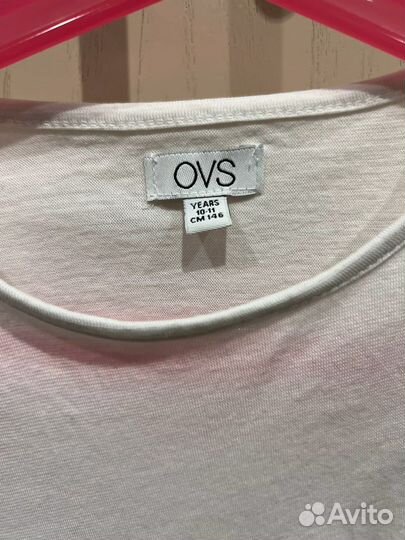 OVS
YEARS
10-11
CM 146
Avito